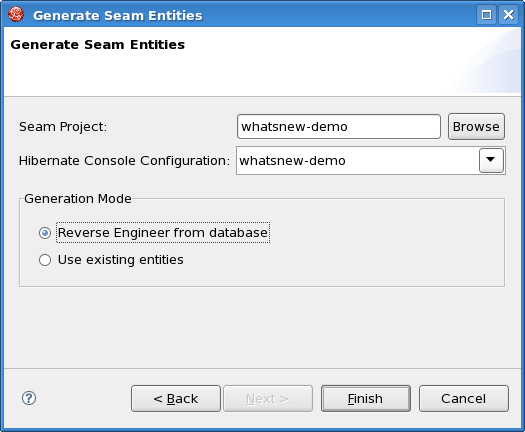 Generate Seam Entities
Generate Seam Entities
Seam Project: whatsnew-demo Browse
Hibernate Console Configuration: whatsnew-demo
Generation Mode
Reverse Engineer from database
Use existing entities
? < Back Next > Finish Cancel